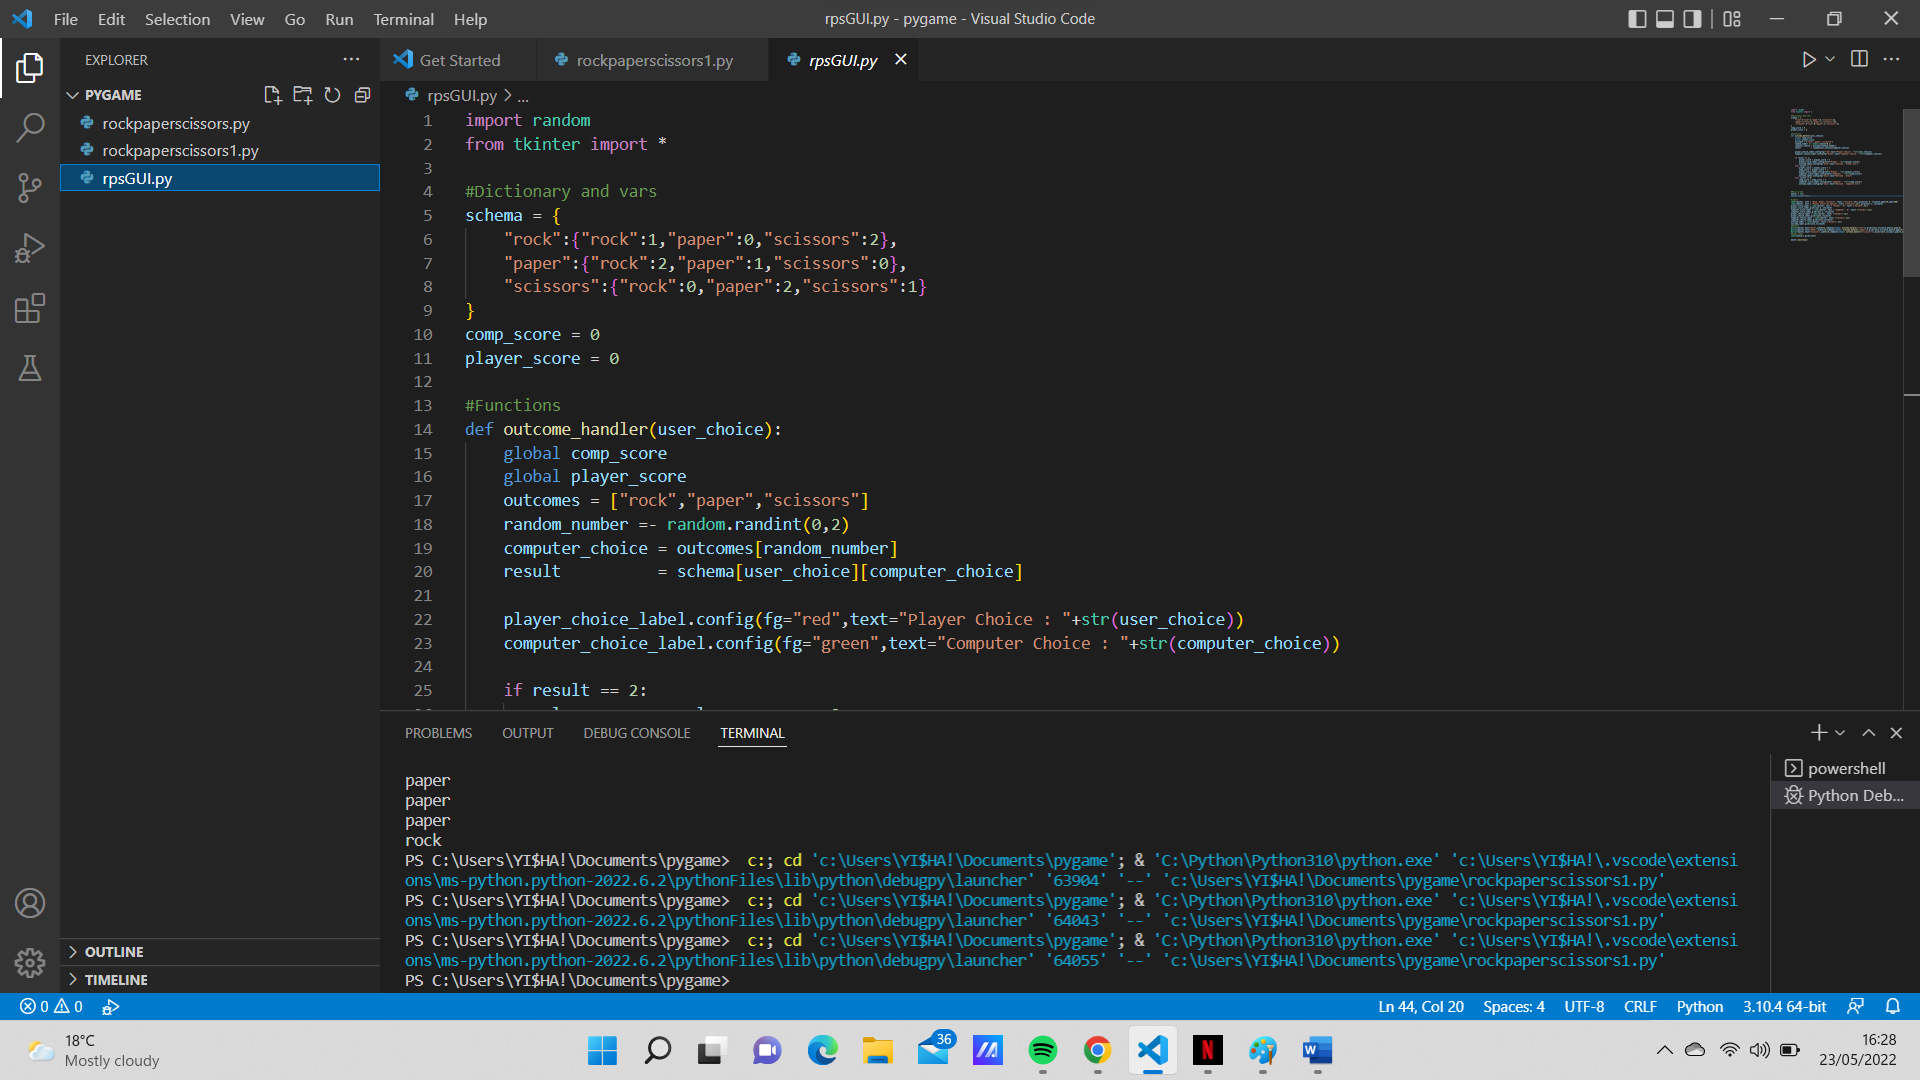 File Edit Selection View Go Run Terminal Help
rpsGUI.py - pygame - Visual Studio Code
EXPLORER
PYGAME
rockpaperscissors.py
rockpaperscissors1.py
rpsGUI.py
OUTLINE
TIMELINE
Get Started
rockpaperscissors1.py
rpsGUI.py
rpsGUI.py > ...
1 import random
2 from tkinter import *
3
4 #Dictionary and vars
5 schema = {
6 "rock":{"rock":1,"paper":0,"scissors":2},
7 "paper":{"rock":2,"paper":1,"scissors":0},
8 "scissors":{"rock":0,"paper":2,"scissors":1}
9 }
10 comp_score = 0
11 player_score = 0
12
13 #Functions
14 def outcome_handler(user_choice):
15 global comp_score
16 global player_score
17 outcomes = ["rock","paper","scissors"]
18 random_number =- random.randint(0,2)
19 computer_choice = outcomes[random_number]
20 result = schema[user_choice][computer_choice]
21
22 player_choice_label.config(fg="red",text="Player Choice : "+str(user_choice))
23 computer_choice_label.config(fg="green",text="Computer Choice : "+str(computer_choice))
24
25 if result == 2:
PROBLEMS OUTPUT DEBUG CONSOLE TERMINAL
paper
paper
paper
rock
PS C:\Users\YI$HA!\Documents\pygame> c:; cd 'c:\Users\YI$HA!\Documents\pygame'; & 'C:\Python\Python310\python.exe' 'c:\Users\YI$HA!\.vscode\extensi
ons\ms-python.python-2022.6.2\pythonFiles\lib\python\debugpy\launcher' '63904' '--' 'c:\Users\YI$HA!\Documents\pygame\rockpaperscissors1.py'
PS C:\Users\YI$HA!\Documents\pygame> c:; cd 'c:\Users\YI$HA!\Documents\pygame'; & 'C:\Python\Python310\python.exe' 'c:\Users\YI$HA!\.vscode\extensi
ons\ms-python.python-2022.6.2\pythonFiles\lib\python\debugpy\launcher' '64043' '--' 'c:\Users\YI$HA!\Documents\pygame\rockpaperscissors1.py'
PS C:\Users\YI$HA!\Documents\pygame> c:; cd 'c:\Users\YI$HA!\Documents\pygame'; & 'C:\Python\Python310\python.exe' 'c:\Users\YI$HA!\.vscode\extensi
ons\ms-python.python-2022.6.2\pythonFiles\lib\python\debugpy\launcher' '64055' '--' 'c:\Users\YI$HA!\Documents\pygame\rockpaperscissors1.py'
PS C:\Users\YI$HA!\Documents\pygame>
powershell
Python Deb...
0 0
Ln 44, Col 20 Spaces: 4 UTF-8 CRLF Python 3.10.4 64-bit
18°C
Mostly cloudy
36
N
W
16:28
23/05/2022